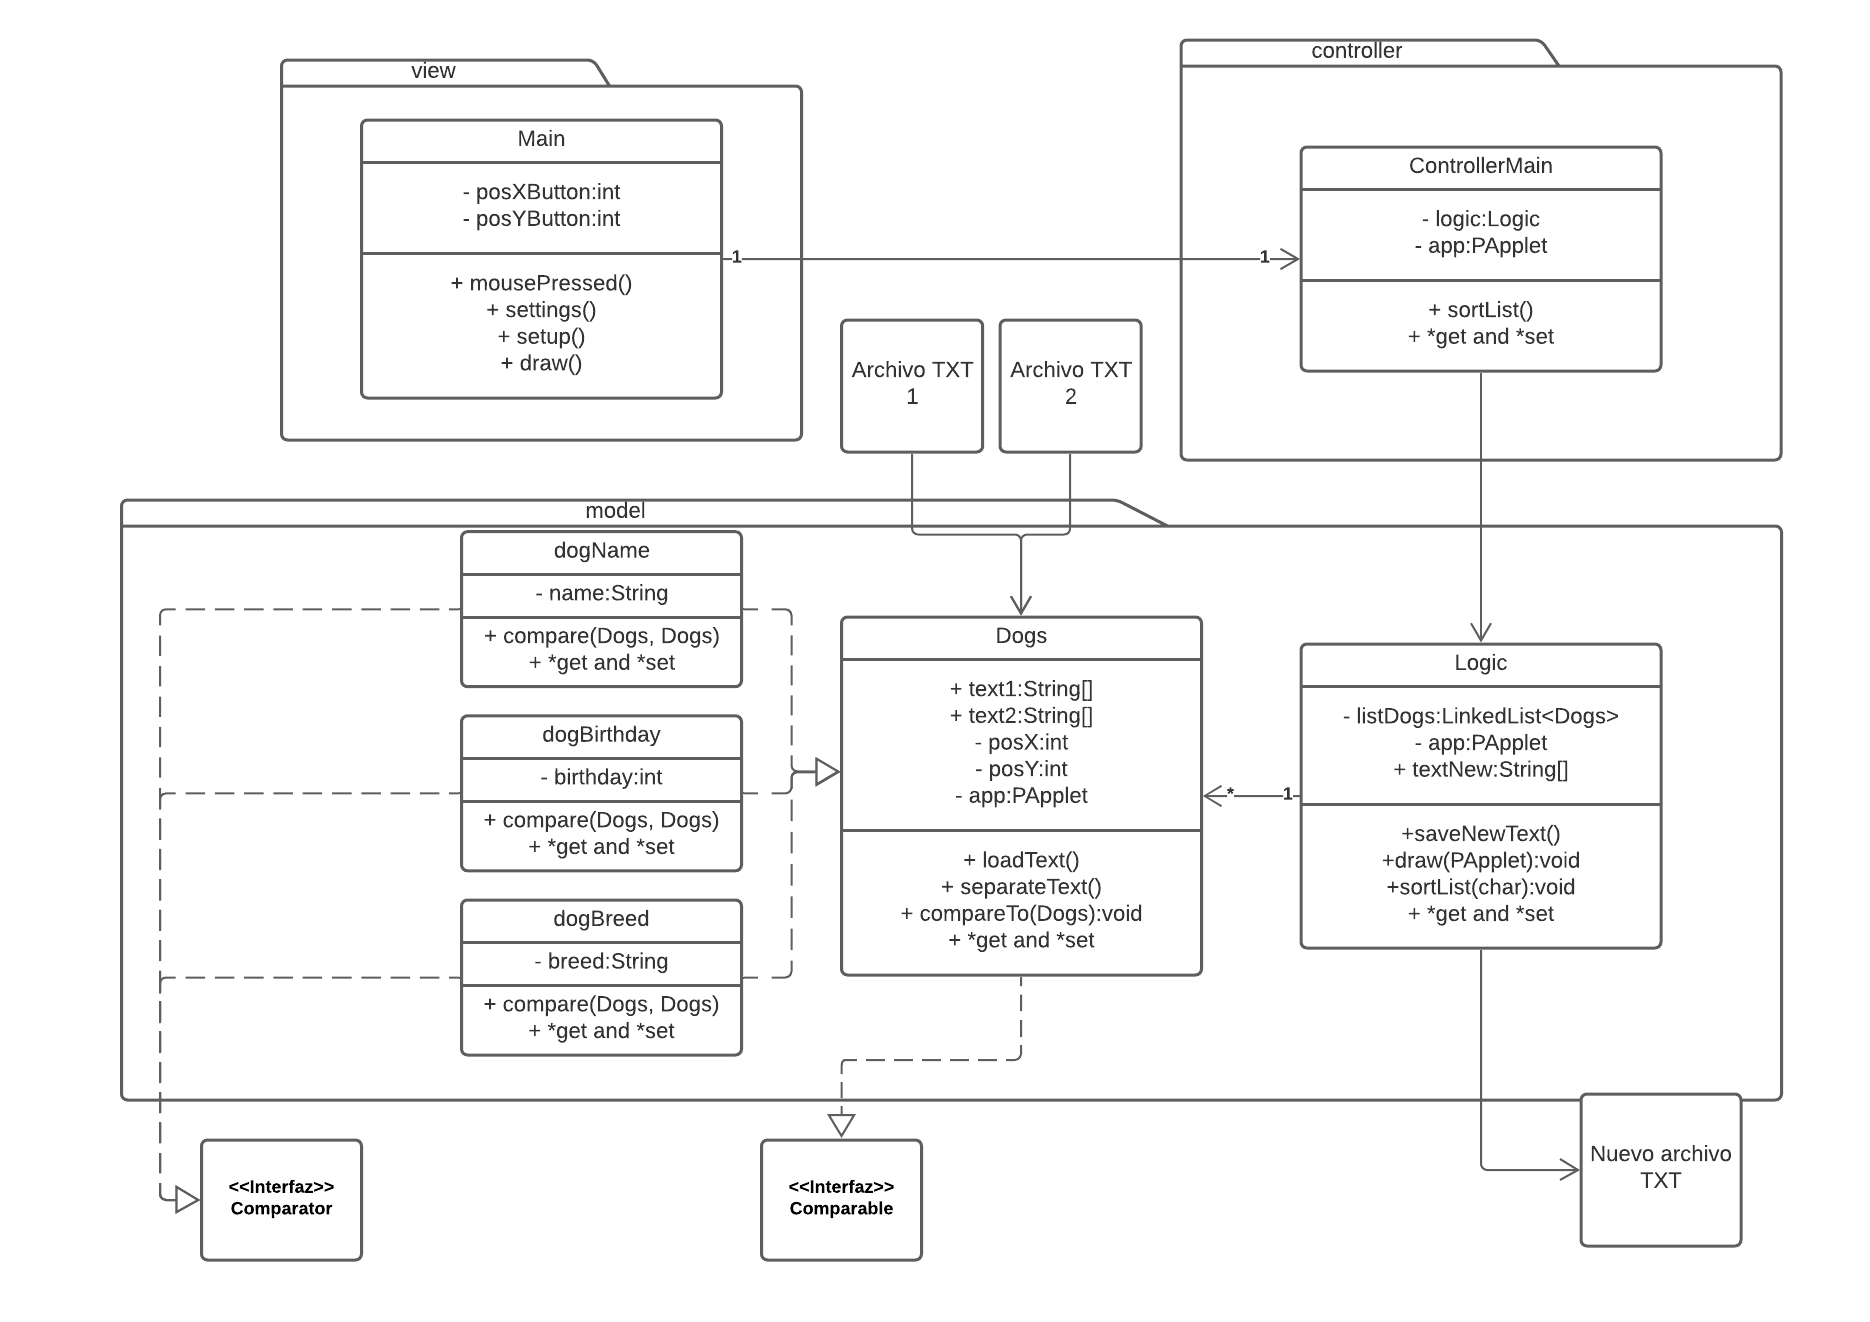 view
Main
- posXButton:int
- posYButton:int
+ mousePressed()
+ settings()
+ setup()
+ draw()
1
1
controller
ControllerMain
- logic:Logic
- app:PApplet
+ sortList()
+ *get and *set
Archivo TXT
1
Archivo TXT
2
model
dogName
- name:String
+ compare(Dogs, Dogs)
+ *get and *set
dogBirthday
- birthday:int
+ compare(Dogs, Dogs)
+ *get and *set
dogBreed
- breed:String
+ compare(Dogs, Dogs)
+ *get and *set
Dogs
+ text1:String[]
+ text2:String[]
- posX:int
- posY:int
- app:PApplet
+ loadText()
+ separateText()
+ compareTo(Dogs):void
+ *get and *set
*
1
Logic
- listDogs:LinkedList<Dogs>
- app:PApplet
+ textNew:String[]
+saveNewText()
+draw(PApplet):void
+sortList(char):void
+ *get and *set
<<Interfaz>>
Comparator
<<Interfaz>>
Comparable
Nuevo archivo
TXT